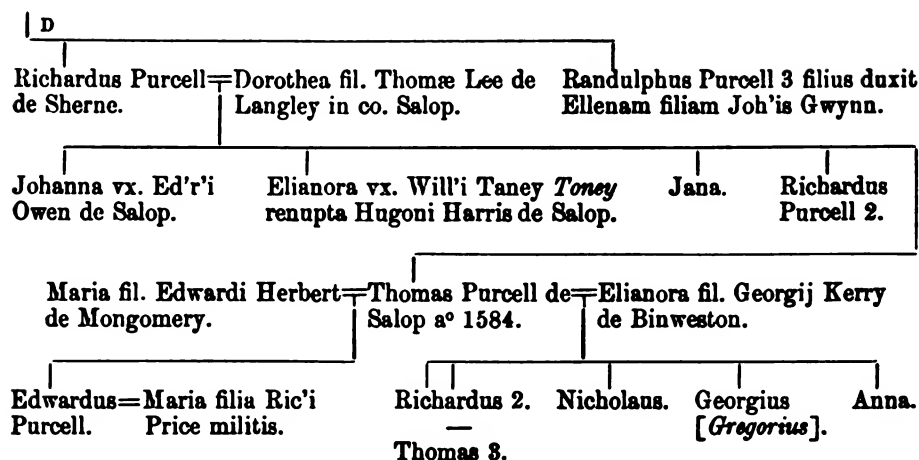 D
Richardus Purcell=Dorothea fil. Thomæ Lee de
de Sherne. Langley in co. Salop.
Randulphus Purcell 3 filius duxit
Ellenam filiam Joh'is Gwynn.
Johanna vx. Ed'r'i
Owen de Salop.
Elianora vx. Will'i Taney Toney
renupta Hugoni Harris de Salop.
Jana.
Richardus
Purcell 2.
Maria fil. Edwardi Herbert=Thomas Purcell de=Elianora fil. Georgij Kerry
de Mongomery. Salop aº 1584. de Binweston.
Edwardus=Maria filia Ric'i
Purcell. Price militis.
Richardus 2.
—
Thomas 3.
Nicholaus.
Georgius
[Gregorius].
Anna.